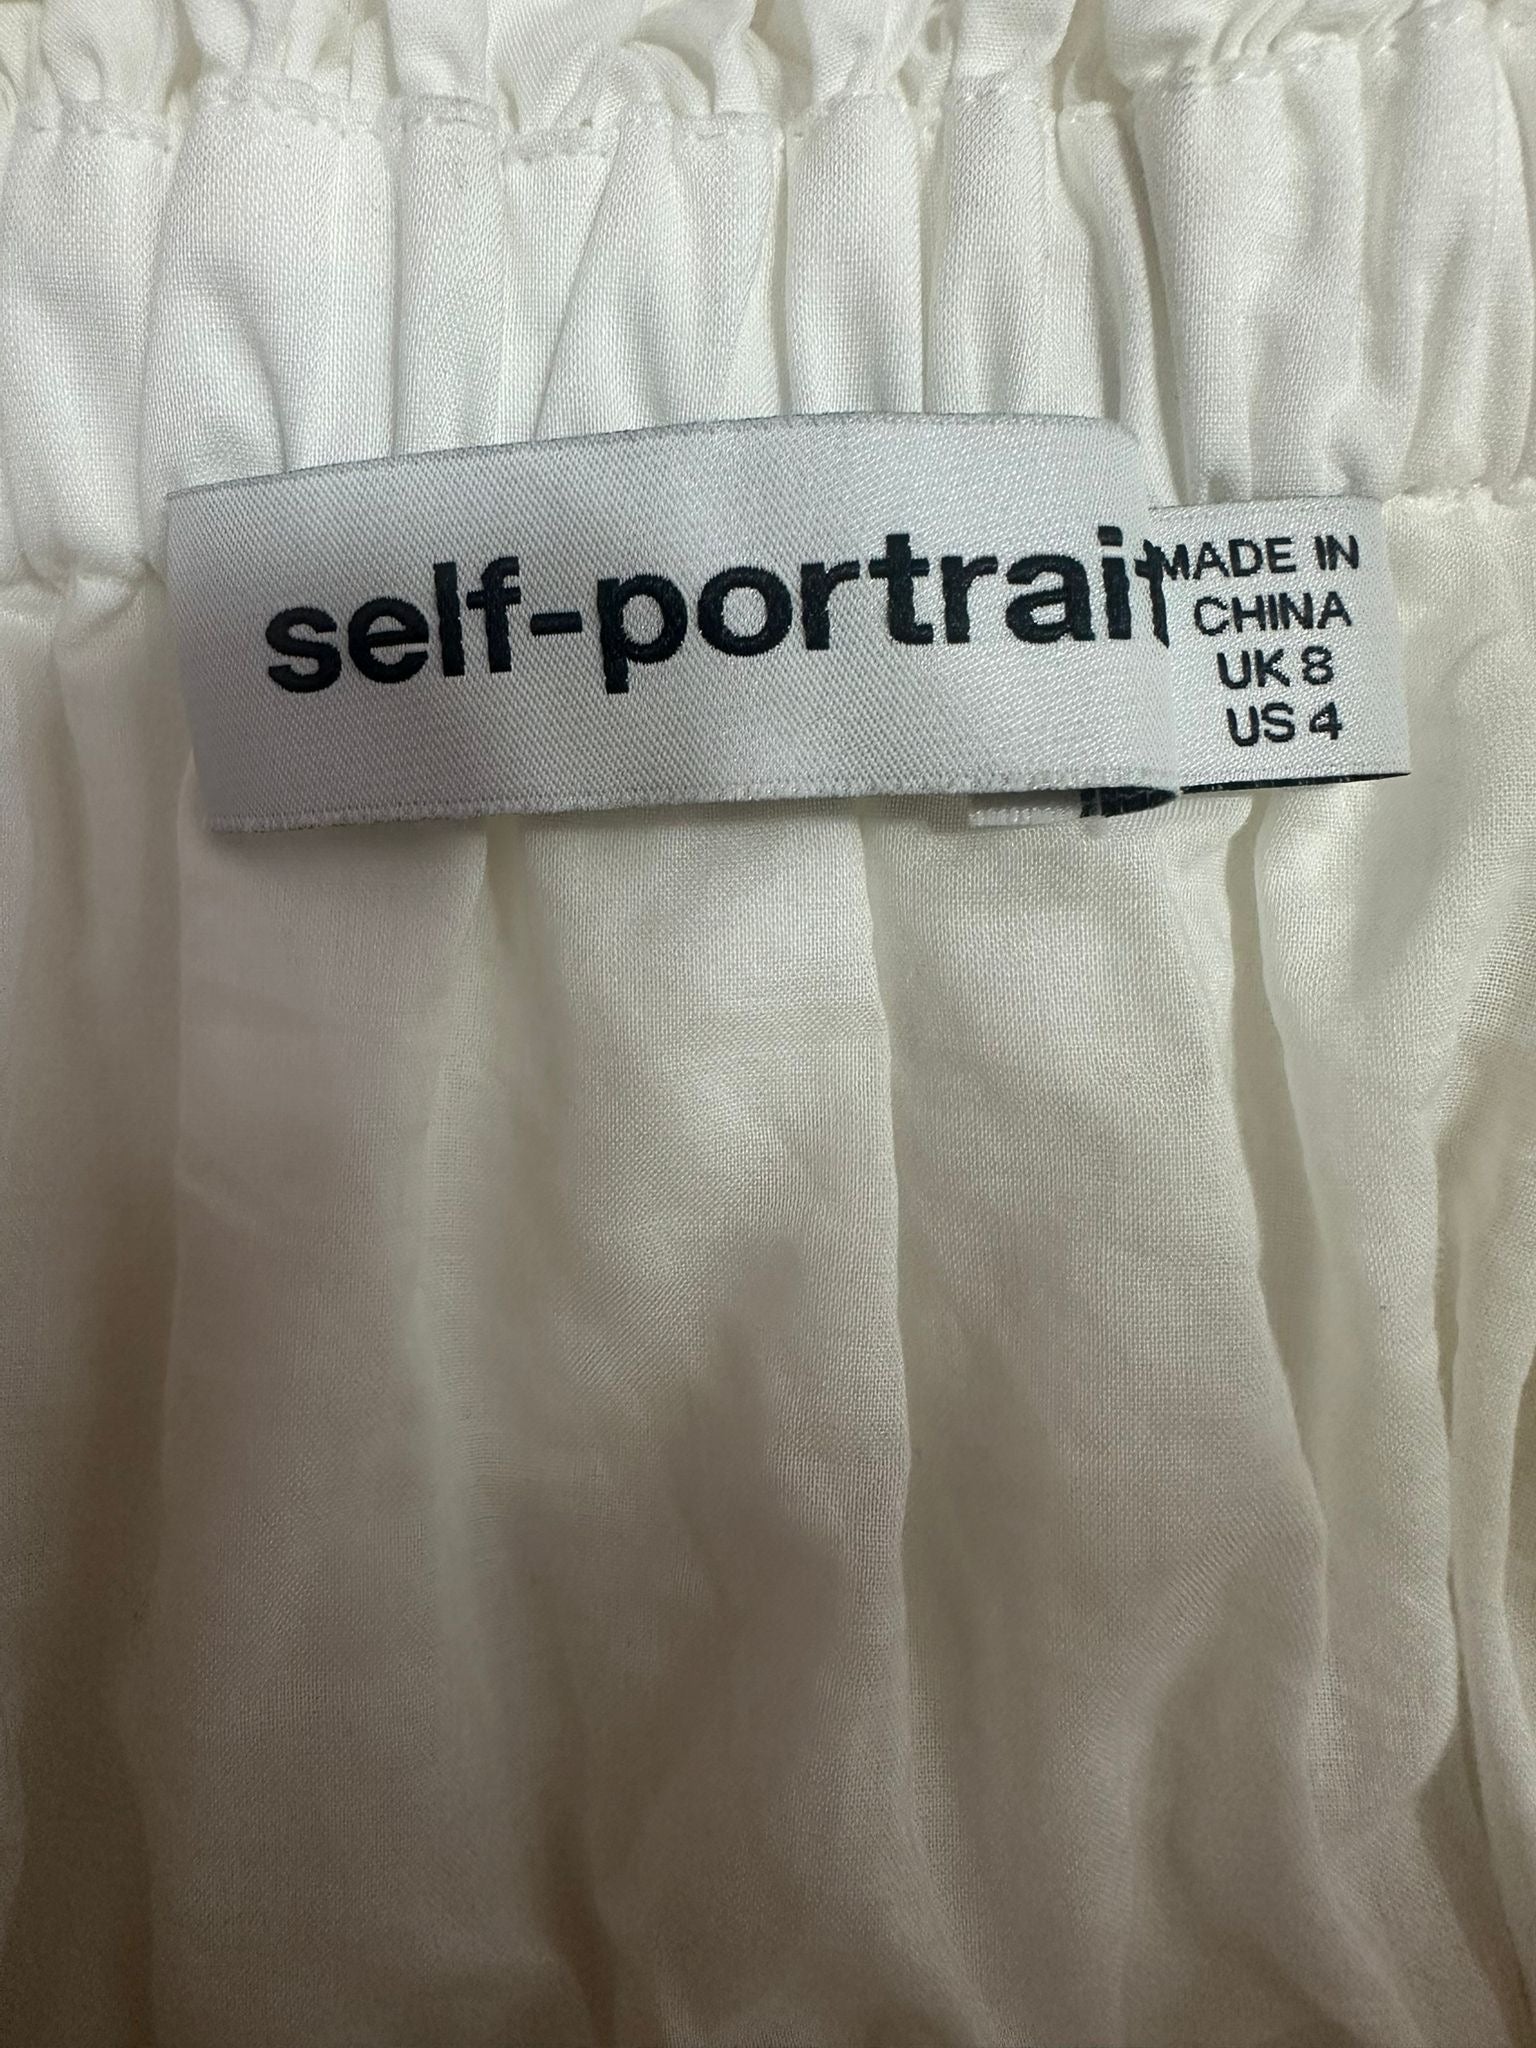 self-portrait
MADE IN
CHINA
UK 8
US 4